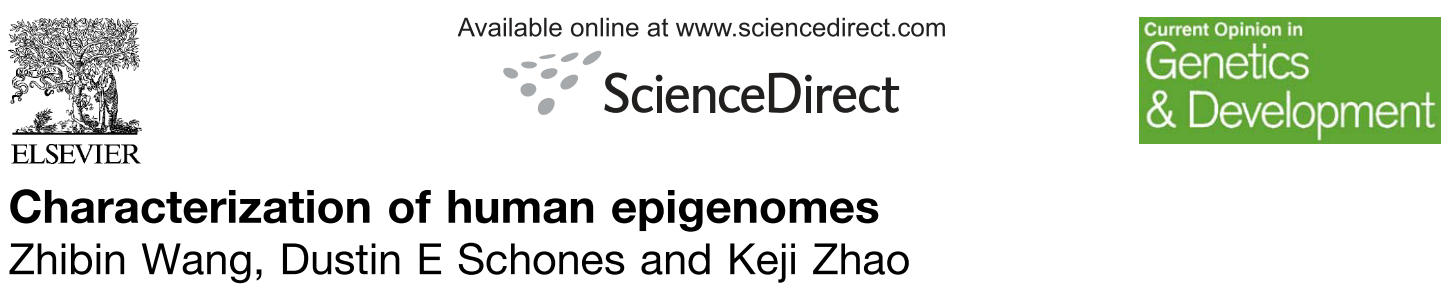 Available online at www.sciencedirect.com
ScienceDirect
ELSEVIER
Current Opinion in
Genetics
& Development
Characterization of human epigenomes
Zhibin Wang, Dustin E Schones and Keji Zhao